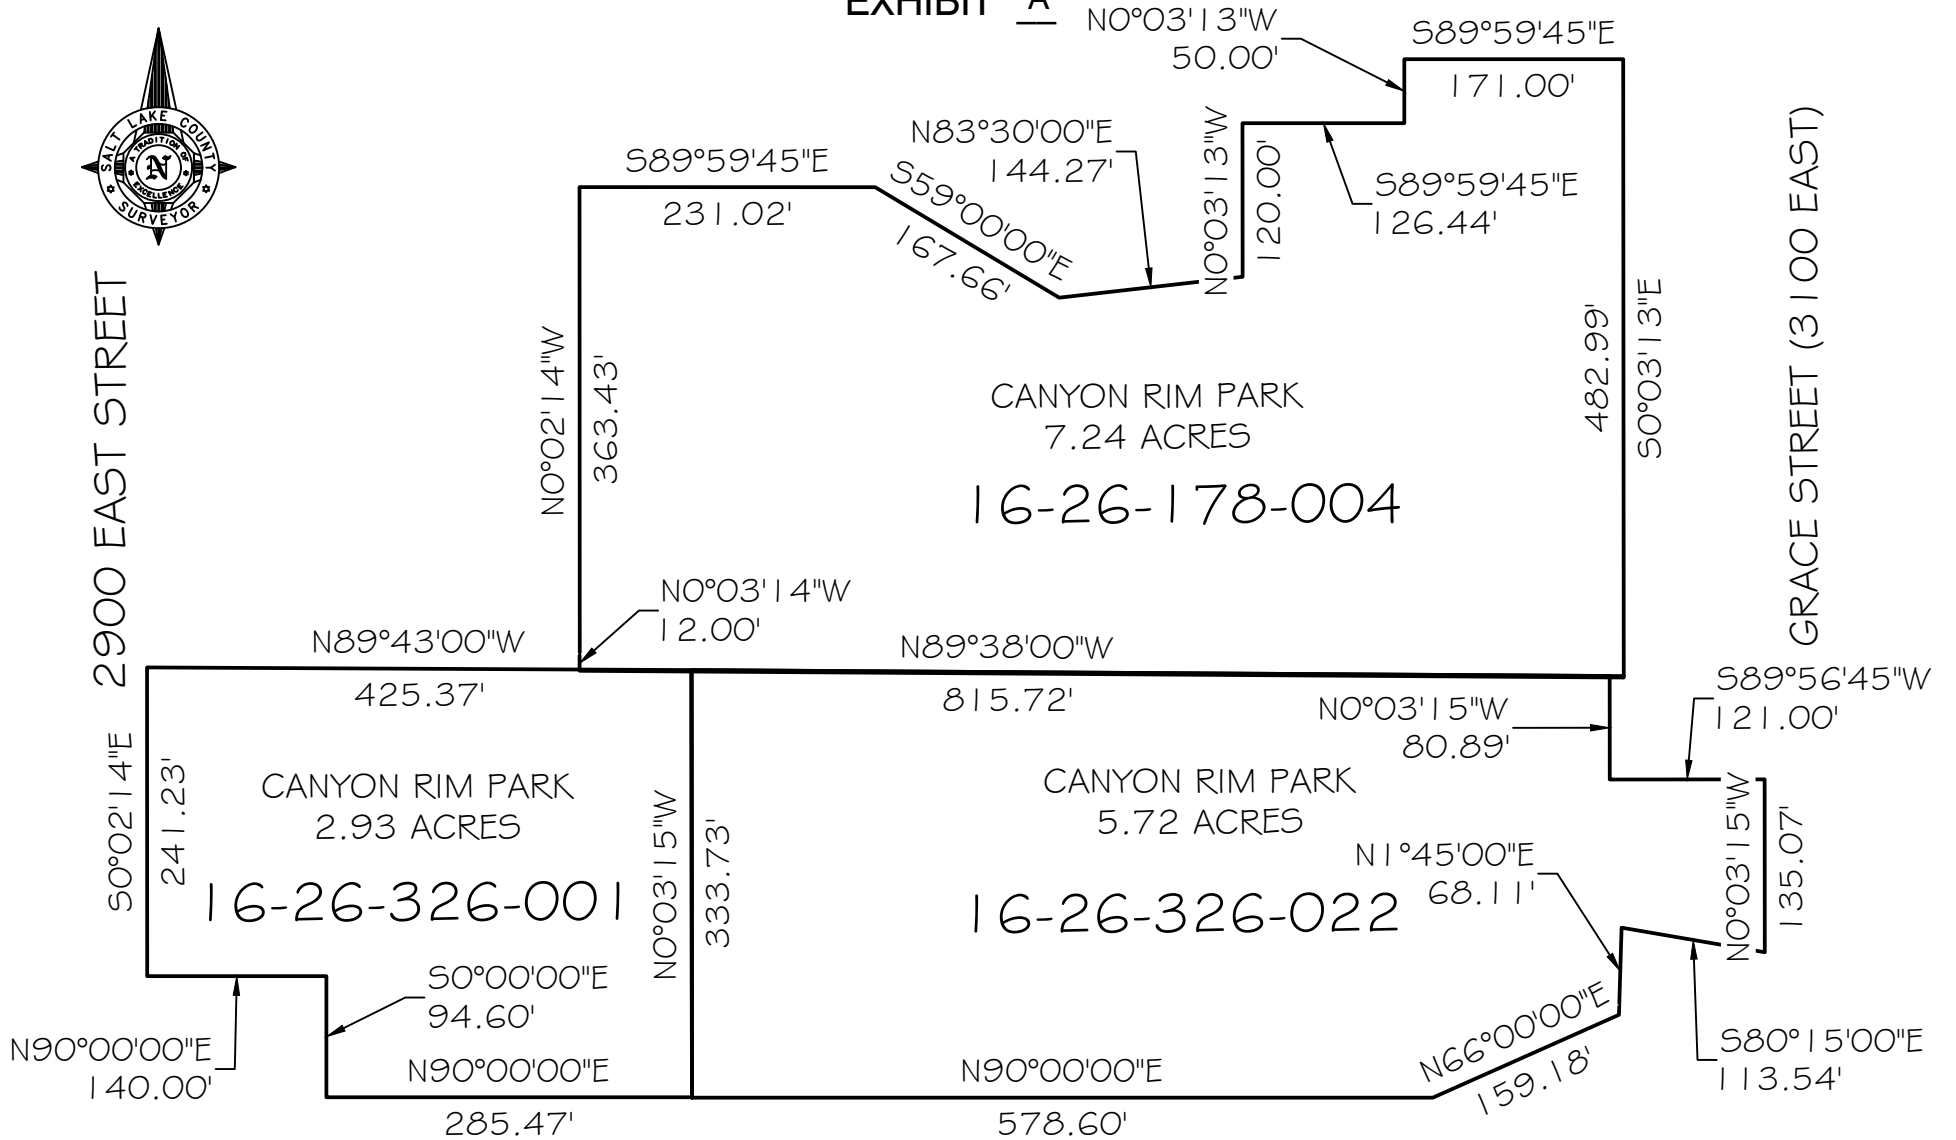 EXHIBIT A
N0°03'13"W
50.00'
S89°59'45"E
171.00'
SALT LAKE COUNTY
SURVEYOR
A TRADITION OF
EXCELLENCE
N
S89°59'45"E
231.02'
S59°00'00"E
167.66'
N83°30'00"E
144.27'
N0°03'13"W
120.00'
S89°59'45"E
126.44'
2900 EAST STREET
N0°02'14"W
363.43'
CANYON RIM PARK
7.24 ACRES
16-26-178-004
482.99'
S0°03'13"E
GRACE STREET (3100 EAST)
N0°03'14"W
12.00'
N89°43'00"W
425.37'
N89°38'00"W
815.72'
N0°03'15"W
80.89'
S89°56'45"W
121.00'
S0°02'14"E
241.23'
CANYON RIM PARK
2.93 ACRES
16-26-326-001
N0°03'15"W
333.73'
CANYON RIM PARK
5.72 ACRES
16-26-326-022
N1°45'00"E
68.11'
N0°03'15"W
135.07'
N90°00'00"E
140.00'
S0°00'00"E
94.60'
N90°00'00"E
285.47'
N90°00'00"E
578.60'
N66°00'00"E
159.18'
S80°15'00"E
113.54'